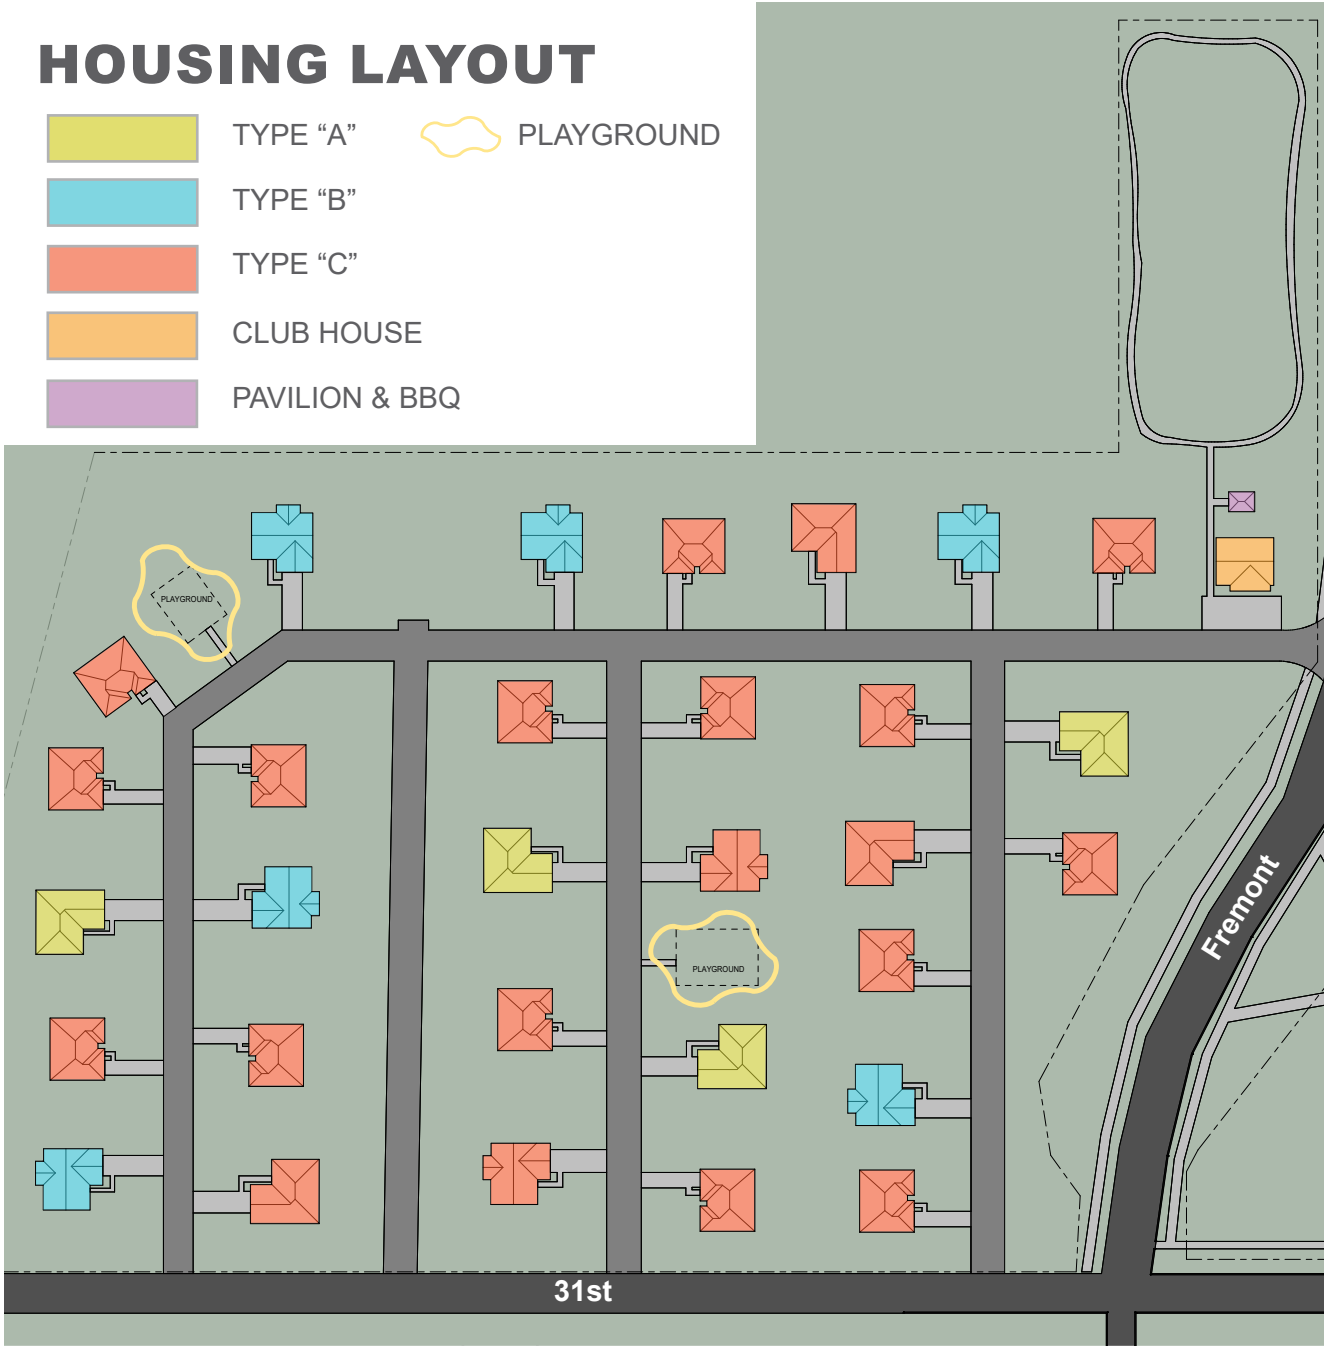 HOUSING LAYOUT
TYPE “A”
PLAYGROUND
TYPE “B”
TYPE “C”
CLUB HOUSE
PAVILION & BBQ
PLAYGROUND
Fremont
PLAYGROUND
31st